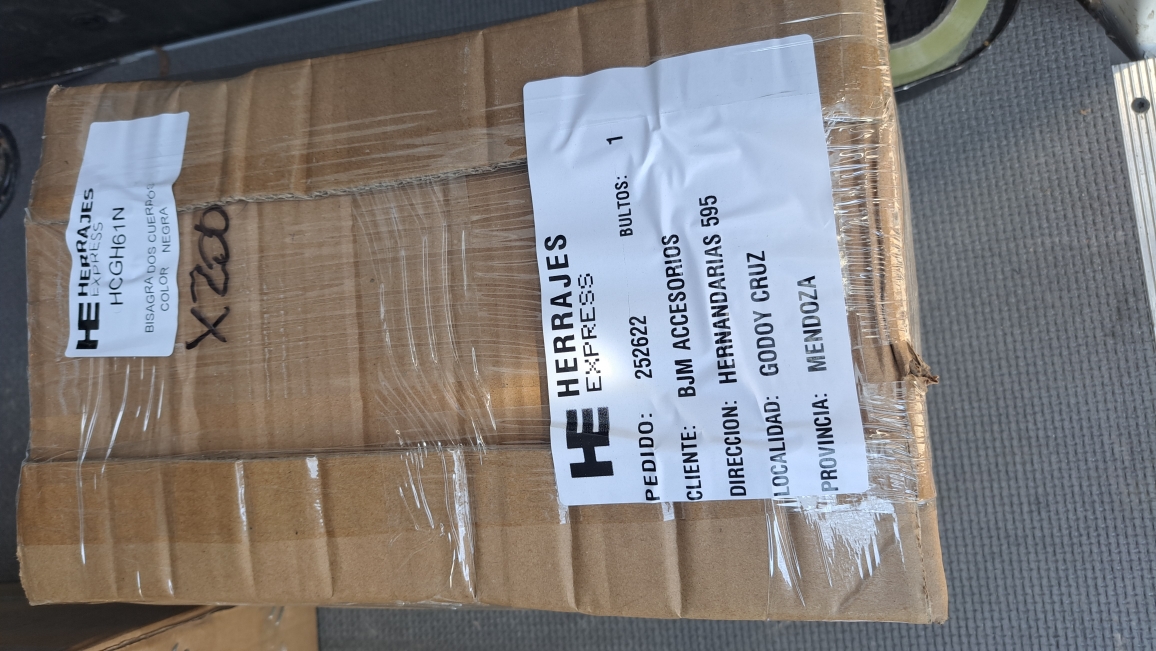 HE HERRAJES
EXPRESS
HCGH61N
BISAGRA DOS CUERPOS
COLOR NEGRA
X200
HE HERRAJES
EXPRESS
PEDIDO: 252622 BULTOS: 1
CLIENTE: BJM ACCESORIOS
DIRECCION: HERNANDARIAS 595
LOCALIDAD: GODOY CRUZ
PROVINCIA: MENDOZA